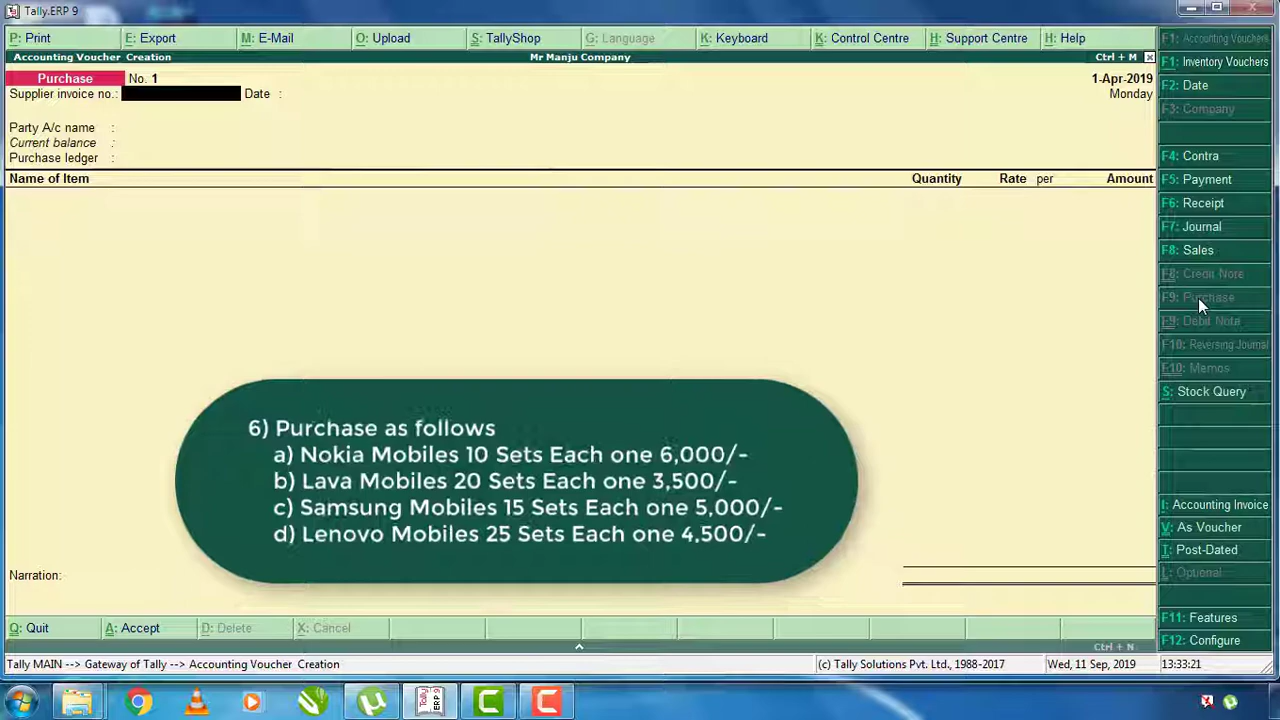 Tally.ERP 9
P: Print E: Export M: E-Mail O: Upload S: TallyShop G: Language K: Keyboard K: Control Centre H: Support Centre H: Help
Accounting Voucher Creation Mr Manju Company Ctrl + M
Purchase No. 1 1-Apr-2019
Supplier invoice no.: Date : Monday
Party A/c name :
Current balance :
Purchase ledger :
Name of Item Quantity Rate per Amount
6) Purchase as follows
a) Nokia Mobiles 10 Sets Each one 6,000/-
b) Lava Mobiles 20 Sets Each one 3,500/-
c) Samsung Mobiles 15 Sets Each one 5,000/-
d) Lenovo Mobiles 25 Sets Each one 4,500/-
Narration:
F1: Accounting Vouchers
F1: Inventory Vouchers
F2: Date
F3: Company
F4: Contra
F5: Payment
F6: Receipt
F7: Journal
F8: Sales
F8: Credit Note
F9: Purchase
F9: Debit Note
F10: Reversing Journal
F10: Memos
S: Stock Query
I: Accounting Invoice
V: As Voucher
T: Post-Dated
L: Optional
F11: Features
F12: Configure
Q: Quit A: Accept D: Delete X: Cancel
Ctrl + N
Tally MAIN --> Gateway of Tally --> Accounting Voucher Creation (c) Tally Solutions Pvt. Ltd., 1988-2017 Wed, 11 Sep, 2019 13:33:21